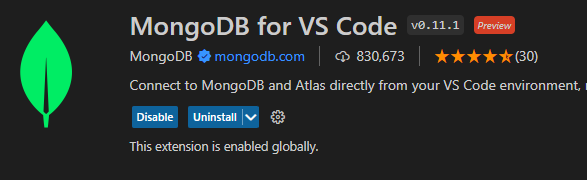 MongoDB for VS Code v0.11.1 Preview
MongoDB mongodb.com 830,673 (30)
Connect to MongoDB and Atlas directly from your VS Code environment,
Disable Uninstall
This extension is enabled globally.